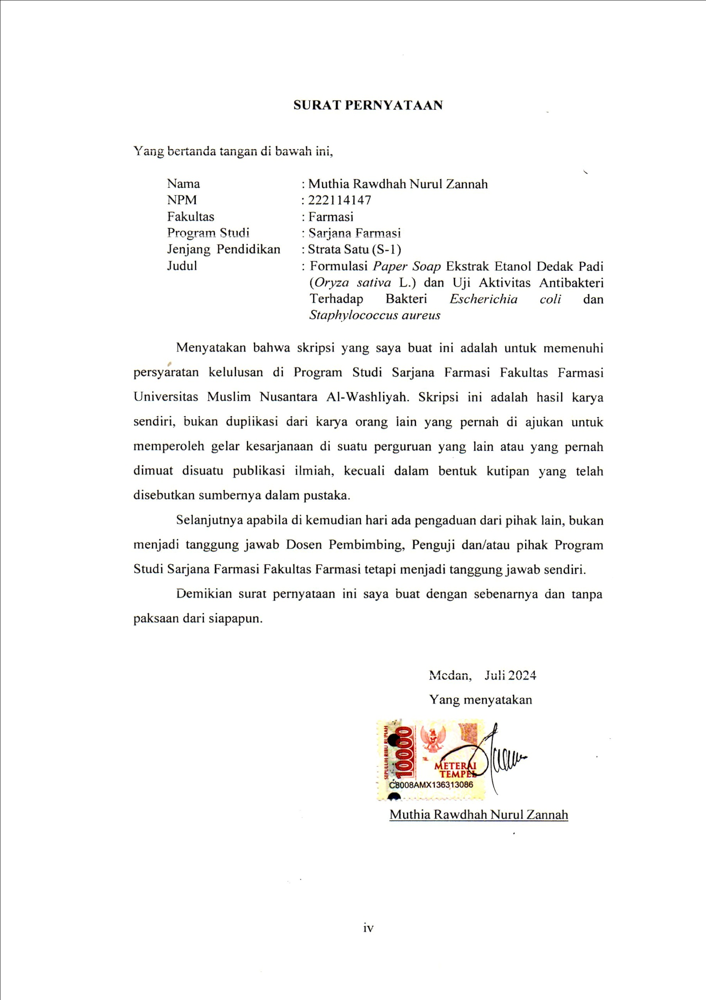 SURAT PERNYATAAN
Yang bertanda tangan di bawah ini,
Nama : Muthia Rawdhah Nurul Zannah
NPM : 222114147
Fakultas : Farmasi
Program Studi : Sarjana Farmasi
Jenjang Pendidikan : Strata Satu (S-1)
Judul : Formulasi Paper Soap Ekstrak Etanol Dedak Padi
(Oryza sativa L.) dan Uji Aktivitas Antibakteri
Terhadap Bakteri Escherichia coli dan
Staphylococcus aureus
Menyatakan bahwa skripsi yang saya buat ini adalah untuk memenuhi
persyaratan kelulusan di Program Studi Sarjana Farmasi Fakultas Farmasi
Universitas Muslim Nusantara Al-Washliyah. Skripsi ini adalah hasil karya
sendiri, bukan duplikasi dari karya orang lain yang pernah di ajukan untuk
memperoleh gelar kesarjanaan di suatu perguruan yang lain atau yang pernah
dimuat disuatu publikasi ilmiah, kecuali dalam bentuk kutipan yang telah
disebutkan sumbernya dalam pustaka.
Selanjutnya apabila di kemudian hari ada pengaduan dari pihak lain, bukan
menjadi tanggung jawab Dosen Pembimbing, Penguji dan/atau pihak Program
Studi Sarjana Farmasi Fakultas Farmasi tetapi menjadi tanggung jawab sendiri.
Demikian surat pernyataan ini saya buat dengan sebenarnya dan tanpa
paksaan dari siapapun.
Medan, Juli 2024
Yang menyatakan
SEPULUH RIBU RUPIAH
10000
TGL.
METERAI
TEMPEL
C8008AMX136313086
Muthia Rawdhah Nurul Zannah
iv